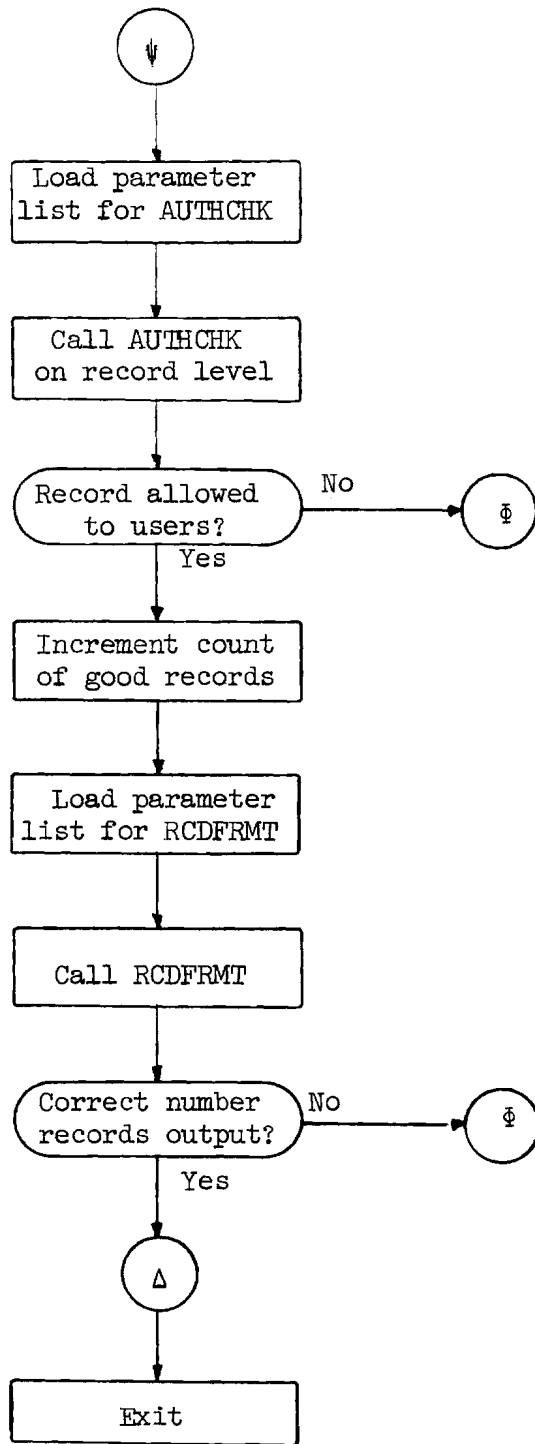 ψ
Load parameter
list for AUTHCHK
Call AUTHCHK
on record level
Record allowed
to users?
No
Φ
Yes
Increment count
of good records
Load parameter
list for RCDFRMT
Call RCDFRMT
Correct number
records output?
No
Φ
Yes
Δ
Exit